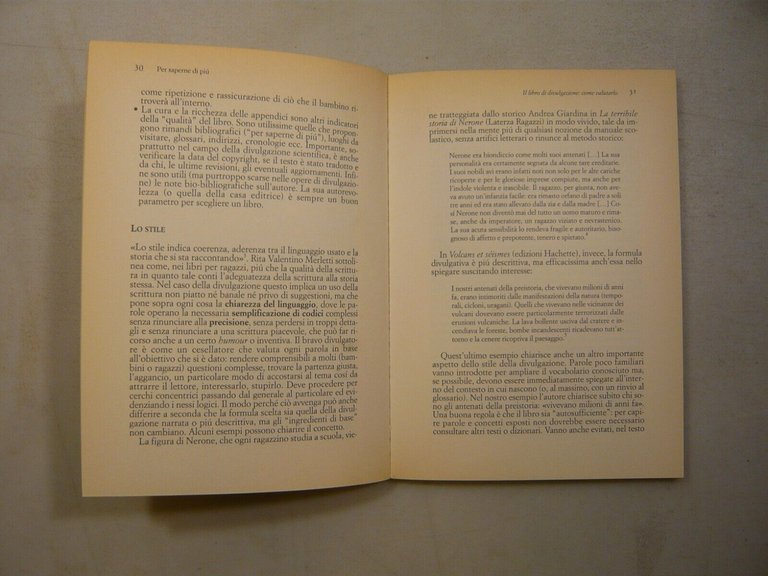 30 Per saperne di più
come ripetizione e rassicurazione di ciò che il bambino ri-
troverà all'interno.
• La cura e la ricchezza delle appendici sono altri indicatori
della "qualità" del libro. Sono utilissime quelle che propon-
gono rimandi bibliografici ("per saperne di più"), luoghi da
visitare, glossari, indirizzi, cronologie ecc. Importante, so-
prattutto nel campo della divulgazione scientifica, è anche
verificare la data del copyright, se il testo è stato tradotto e
da chi, le ultime revisioni, gli eventuali aggiornamenti. Infi-
ne sono utili (ma purtroppo scarse nelle opere di divulgazio-
ne) le note bio-bibliografiche sull'autore. La sua autorevo-
lezza (o quella della casa editrice) è sempre un buon
parametro per scegliere un libro.
LO STILE
«Lo stile indica coerenza, aderenza tra il linguaggio usato e la
storia che si sta raccontando»⁷. Rita Valentino Merletti sottoli-
nea come, nei libri per ragazzi, più che la qualità della scrittu-
ra in quanto tale conti l'adeguatezza della scrittura alla storia
stessa. Nel caso della divulgazione questo implica un uso della
scrittura non piatto né banale né privo di suggestioni, ma che
pone sopra ogni cosa la chiarezza del linguaggio, dove le pa-
role operano la necessaria semplificazione di codici complessi
senza rinunciare alla precisione, senza perdersi in troppi detta-
gli e senza rinunciare a una scrittura piacevole, che può far ri-
corso anche a un certo humour o inventiva. Il bravo divulgato-
re è come un cesellatore che valuta ogni parola in base
all'obiettivo che si è dato: rendere comprensibili a molti (bambi-
ni o ragazzi) questioni complesse, trovare la partenza giusta,
l'aggancio, un particolare modo di accostarsi al tema così da
attrarre il lettore, interessarlo, stupirlo. Deve procedere per
cerchi concentrici passando dal generale al particolare ed evi-
denziando i nessi logici. Il modo perché ciò avvenga può anche
differire a seconda che la formula scelta sia quella della divul-
gazione narrata o più descrittiva, ma gli "ingredienti di base"
non cambiano. Alcuni esempi possono chiarire il concetto.
La figura di Nerone, che ogni ragazzino studia a scuola, vie-
Il libro di divulgazione: come valutarlo 31
ne tratteggiata dallo storico Andrea Giardina in La terribile
storia di Nerone (Laterza Ragazzi) in modo vivido, tale da im-
primersi nella mente più di qualsiasi nozione da manuale sco-
lastico, senza artifici letterari o rinunce al metodo storico:
Nerone era biondiccio come molti suoi antenati [...] La sua
personalità era certamente segnata da alcune tare ereditarie.
I suoi nobili avi erano infatti noti non solo per le alte cariche
ricoperte e per le gloriose imprese compiute, ma anche per
l'indole violenta e irascibile. Il ragazzo, per giunta, non ave-
va avuto un'infanzia facile: era rimasto orfano di padre a soli
tre anni ed era stato allevato dalla zia e dalla madre [...] Co-
sì Nerone non diventò mai del tutto un uomo maturo e rima-
se, anche da imperatore, un ragazzo viziato e nevrastenico.
La sua acuta sensibilità lo rendeva fragile e autoritario, biso-
gnoso di affetto e prepotente, tenero e spietato.⁸
In Volcans et séismes (edizioni Hachette), invece, la formula
divulgativa è più descrittiva, ma efficacissima anch'essa nello
spiegare suscitando interesse:
I nostri antenati della preistoria, che vivevano milioni di anni
fa, erano intimoriti dalle manifestazioni della natura (tempo-
rali, cicloni, uragani). Quelli che vivevano nelle vicinanze dei
vulcani dovevano essere particolarmente terrorizzati dalle
eruzioni vulcaniche. La lava bollente usciva dal cratere e in-
cendiava le foreste, bombe incandescenti ricadevano tutt'at-
torno e la cenere ricopriva il paesaggio.⁹
Quest'ultimo esempio chiarisce anche un altro importante
aspetto dello stile della divulgazione. Parole poco familiari
vanno introdotte per ampliare il vocabolario conosciuto ma,
se possibile, devono essere immediatamente spiegate all'inter-
no del contesto in cui nascono (o, al massimo, con un rinvio al
glossario). Nel nostro esempio l'autore chiarisce subito chi so-
no gli antenati della preistoria: «vivevano milioni di anni fa».
Una buona regola è che il libro sia "autosufficiente": per capi-
re parole e concetti esposti non dovrebbe essere necessario
consultare altri testi o dizionari. Vanno anche evitati, nel testo